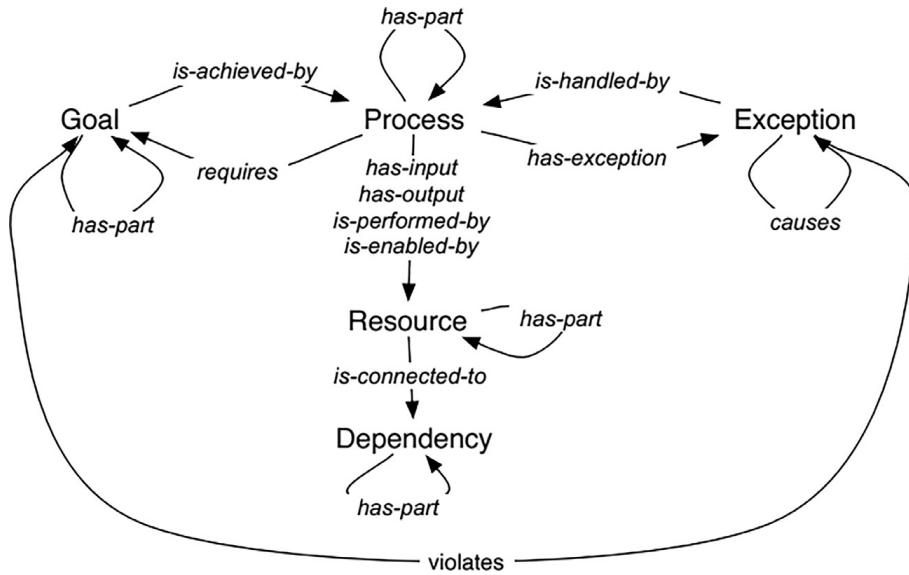 has-part
is-achieved-by
is-handled-by
Goal
Process
Exception
requires
has-input
has-exception
has-output
has-part
is-performed-by
causes
is-enabled-by
Resource
has-part
is-connected-to
Dependency
has-part
violates